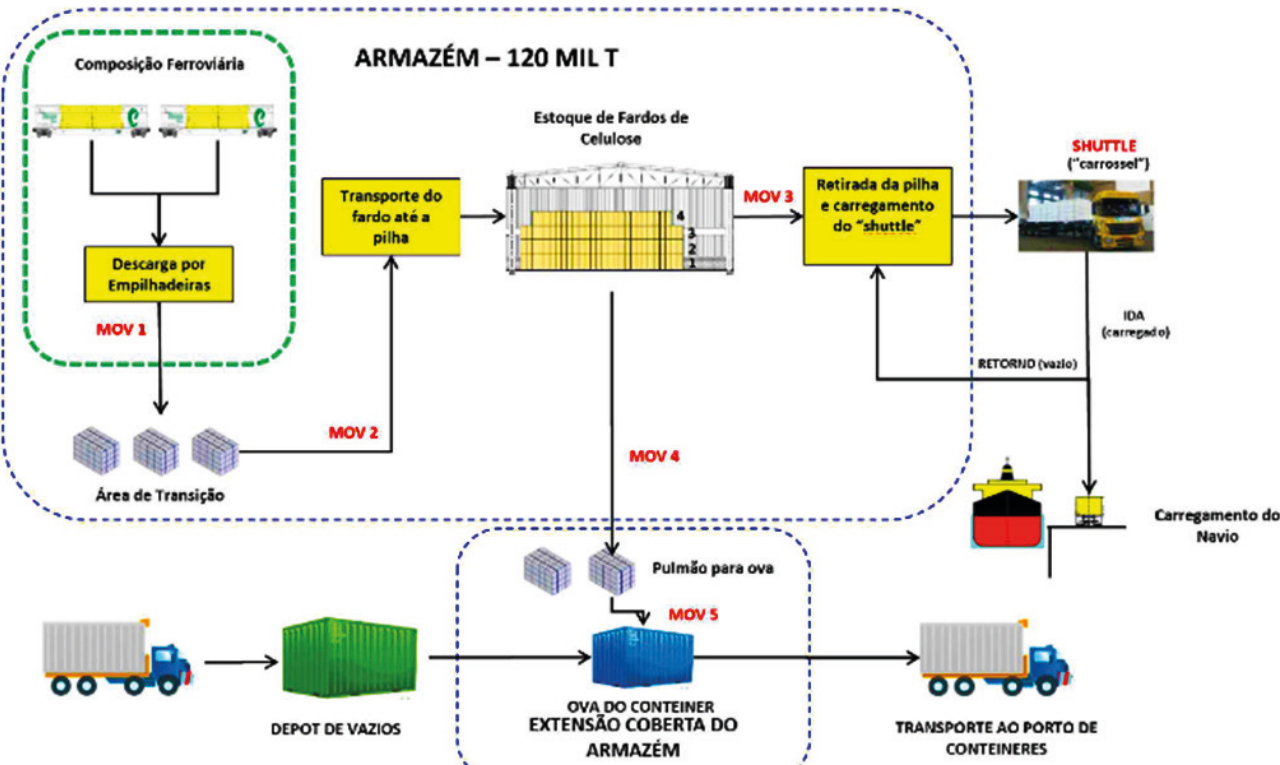 ARMAZÉM – 120 MIL T
Composição Ferroviária
Descarga por
Empilhadeiras
MOV 1
Área de Transição
MOV 2
Transporte do
fardo até a
pilha
Estoque de Fardos de
Celulose
4
3
2
1
MOV 3
Retirada da pilha
e carregamento
do “shuttle”
SHUTTLE
(“carrossel”)
IDA
(carregado)
RETORNO (vazio)
Carregamento do
Navio
MOV 4
Pulmão para ova
MOV 5
DEPOT DE VAZIOS
OVA DO CONTEINER
EXTENSÃO COBERTA DO
ARMAZÉM
TRANSPORTE AO PORTO DE
CONTEINERES